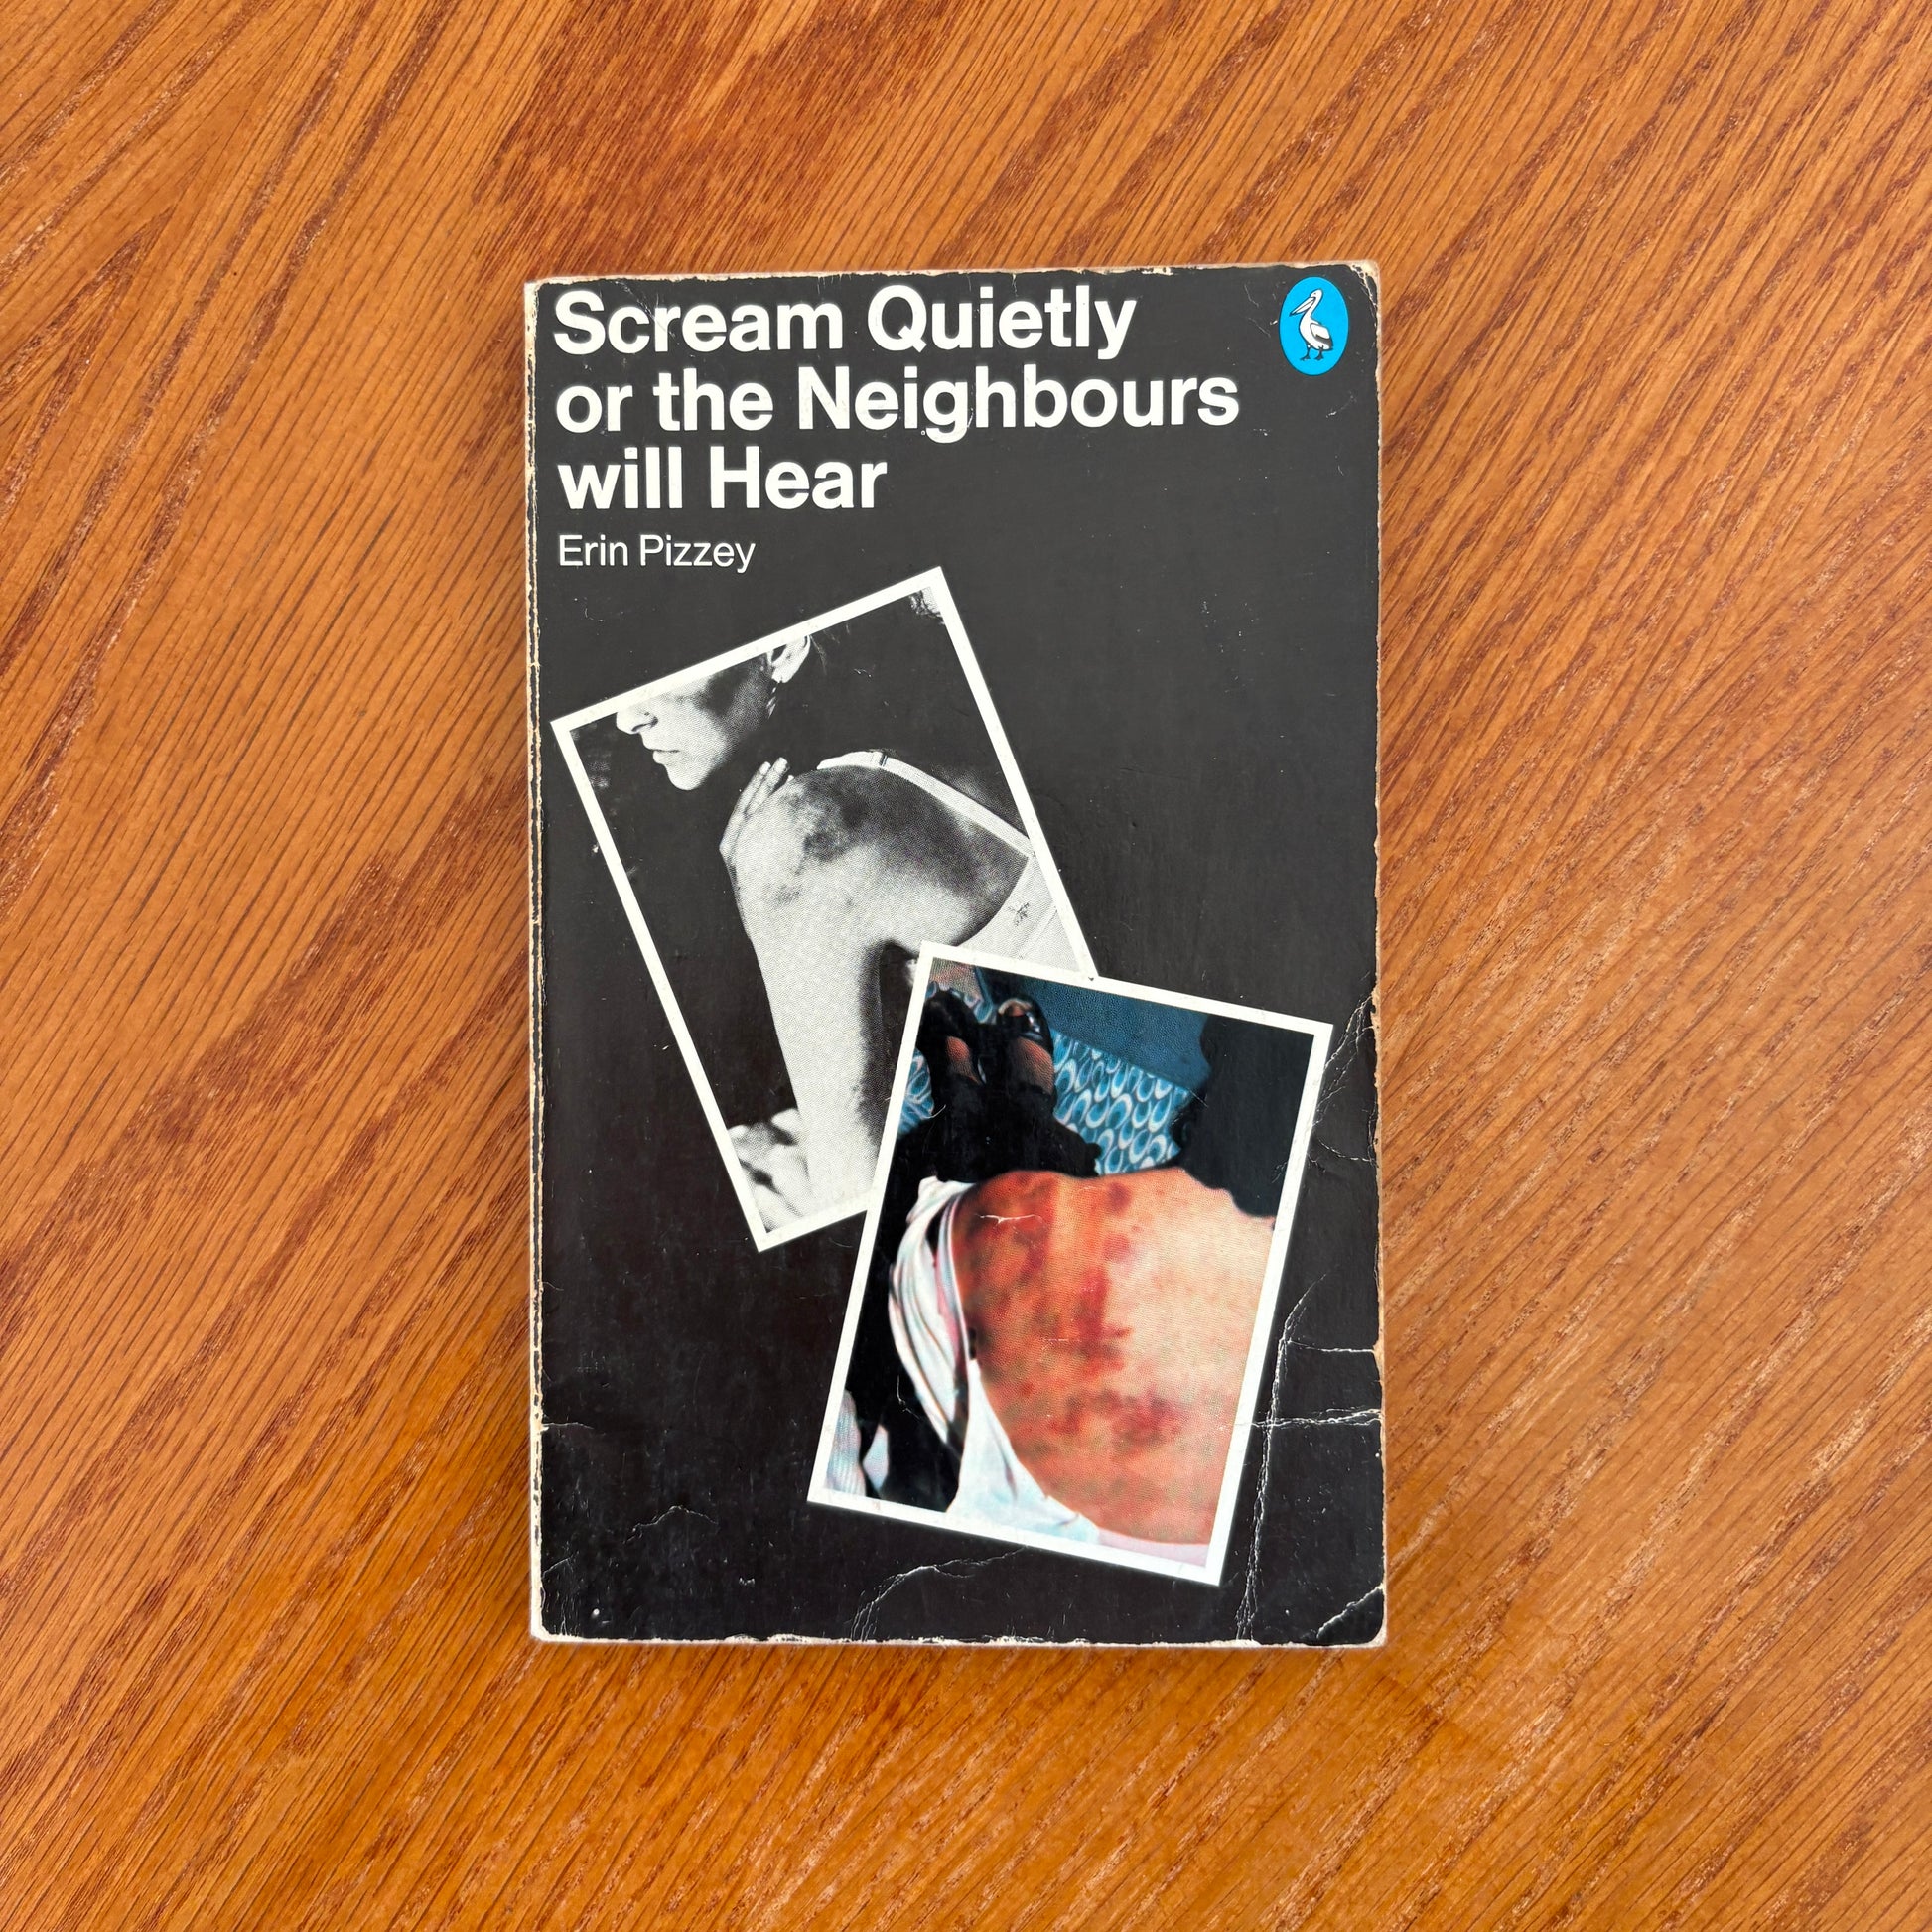 Scream Quietly
or the Neighbours
will Hear
Erin Pizzey